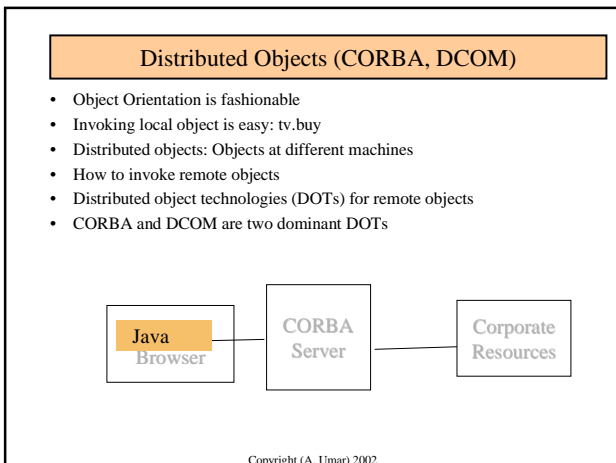 Distributed Objects (CORBA, DCOM)
• Object Orientation is fashionable
• Invoking local object is easy: tv.buy
• Distributed objects: Objects at different machines
• How to invoke remote objects
• Distributed object technologies (DOTs) for remote objects
• CORBA and DCOM are two dominant DOTs
Java
Browser
CORBA
Server
Corporate
Resources
Copyright (A. Umar) 2002